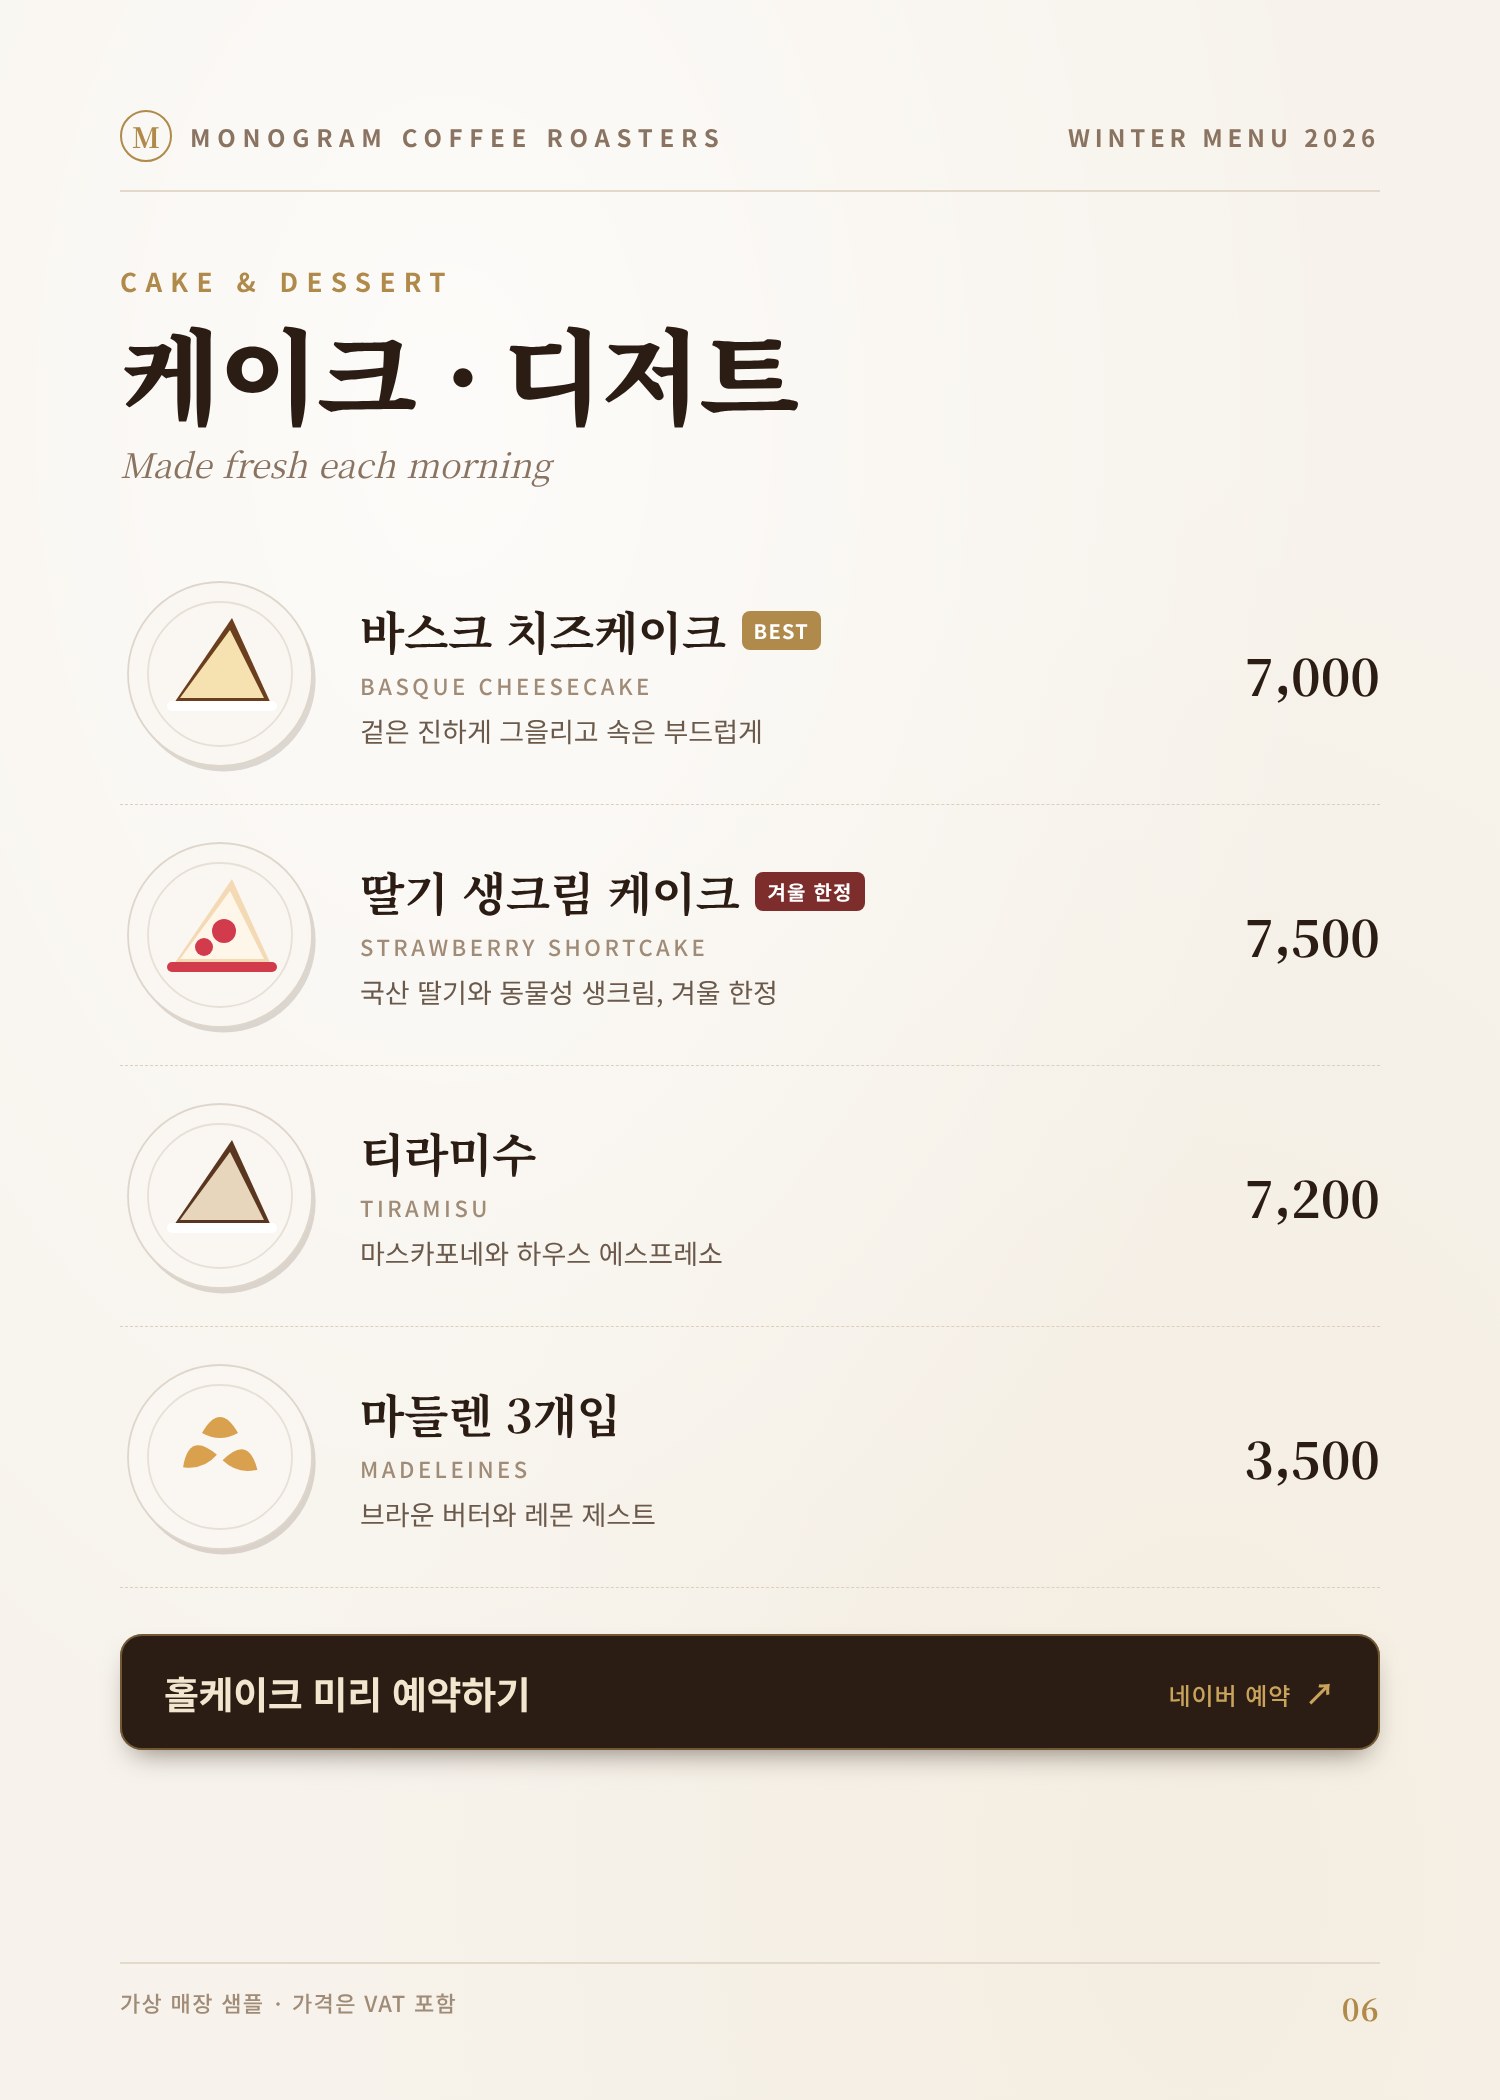 M MONOGRAM COFFEE ROASTERS
WINTER MENU 2026
CAKE & DESSERT
케이크 · 디저트
Made fresh each morning
바스크 치즈케이크 BEST
BASQUE CHEESECAKE
겉은 진하게 그을리고 속은 부드럽게
7,000
딸기 생크림 케이크 겨울 한정
STRAWBERRY SHORTCAKE
국산 딸기와 동물성 생크림, 겨울 한정
7,500
티라미수
TIRAMISU
마스카포네와 하우스 에스프레소
7,200
마들렌 3개입
MADELEINES
브라운 버터와 레몬 제스트
3,500
홀케이크 미리 예약하기
네이버 예약 ↗
가상 매장 샘플 · 가격은 VAT 포함
06